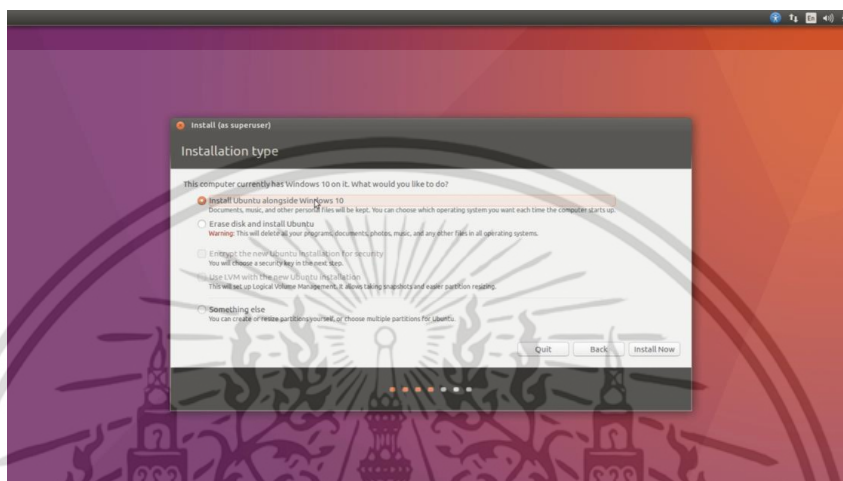 En
Install (as superuser)
Installation type
This computer currently has Windows 10 on it. What would you like to do?
Install Ubuntu alongside Windows 10
Documents, music, and other personal files will be kept. You can choose which operating system you want each time the computer starts up.
Erase disk and install Ubuntu
Warning: This will delete all your programs, documents, photos, music, and any other files in all operating systems.
Encrypt the new Ubuntu installation for security
You will choose a security key in the next step.
Use LVM with the new Ubuntu installation
This will set up Logical Volume Management. It allows taking snapshots and easier partition resizing.
Something else
You can create or resize partitions yourself, or choose multiple partitions for Ubuntu.
Quit Back Install Now